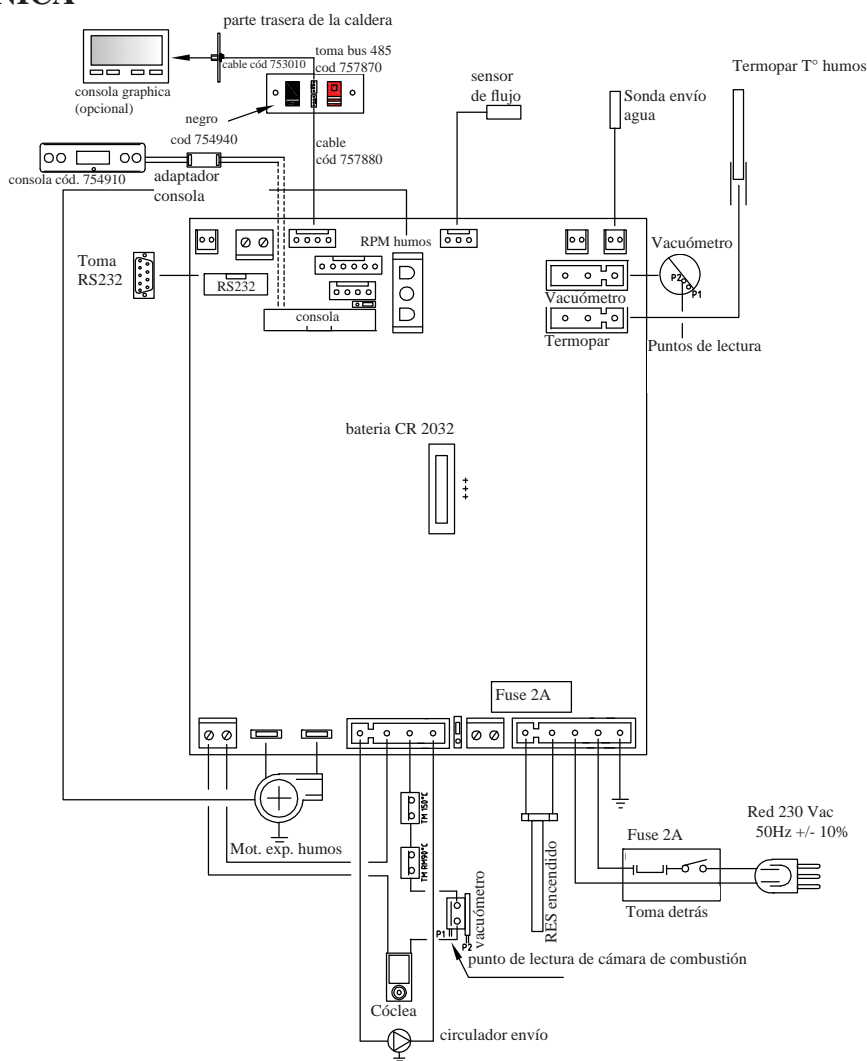 NICA
parte trasera de la caldera
cable cód 753010
toma bus 485
cod 757870
consola graphica
(opcional)
negro
cod 754940
cable
cód 757880
sensor
de flujo
Sonda envío
agua
Termopar T° humos
consola cód. 754910
adaptador
consola
Toma
RS232
RS232
RPM humos
consola
Vacuómetro
Vacuómetro
P2
P1
Termopar
Puntos de lectura
bateria CR 2032
+++
Fuse 2A
Mot. exp. humos
TM 150°C
TM RM90°C
vacuómetro
P1
P2
RES encendido
Fuse 2A
Toma detrás
Red 230 Vac
50Hz +/- 10%
punto de lectura de cámara de combustión
Cóclea
circulador envío